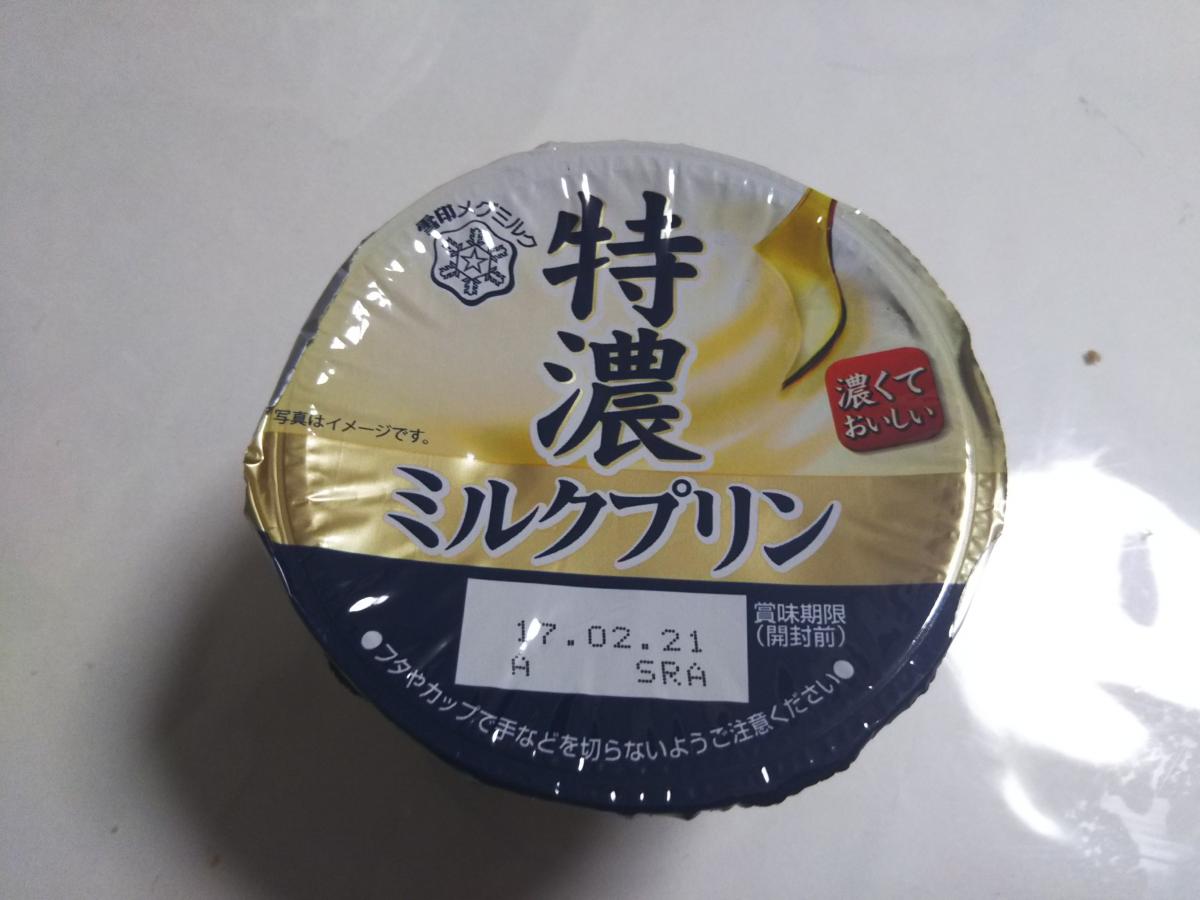 雪印メグミルク
特濃
ミルクプリン
濃くて
おいしい
写真はイメージです。
17.02.21
A SRA
賞味期限
(開封前)
●フタやカップで手などを切らないようご注意ください●